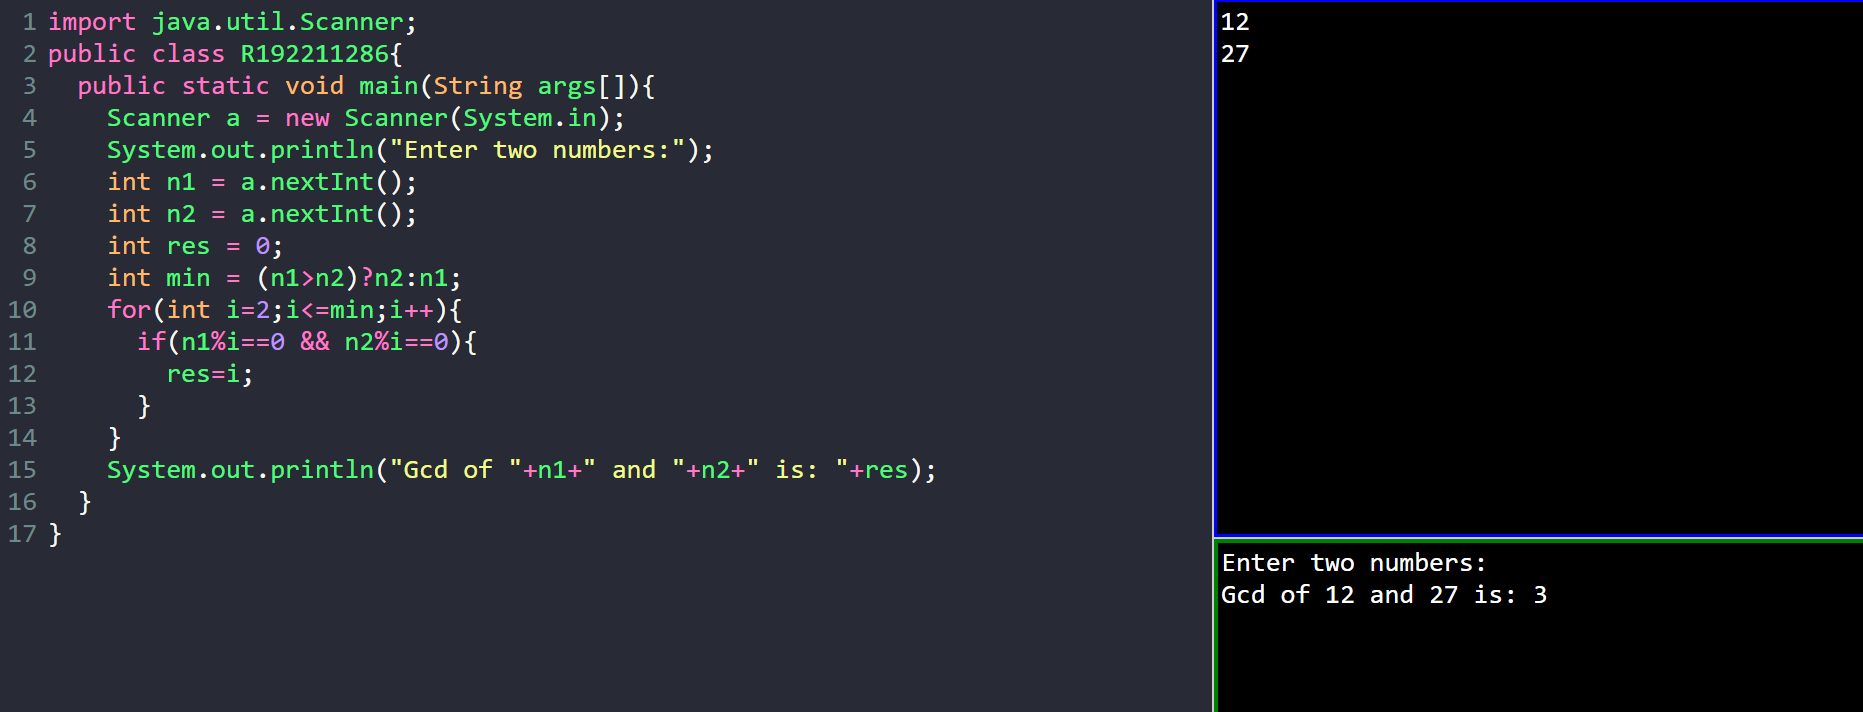 1 import java.util.Scanner;
2 public class R192211286{
3   public static void main(String args[]){
4     Scanner a = new Scanner(System.in);
5     System.out.println("Enter two numbers:");
6     int n1 = a.nextInt();
7     int n2 = a.nextInt();
8     int res = 0;
9     int min = (n1>n2)?n2:n1;
10     for(int i=2;i<=min;i++){
11       if(n1%i==0 && n2%i==0){
12         res=i;
13       }
14     }
15     System.out.println("Gcd of "+n1+" and "+n2+" is: "+res);
16   }
17 }
12
27
Enter two numbers:
Gcd of 12 and 27 is: 3